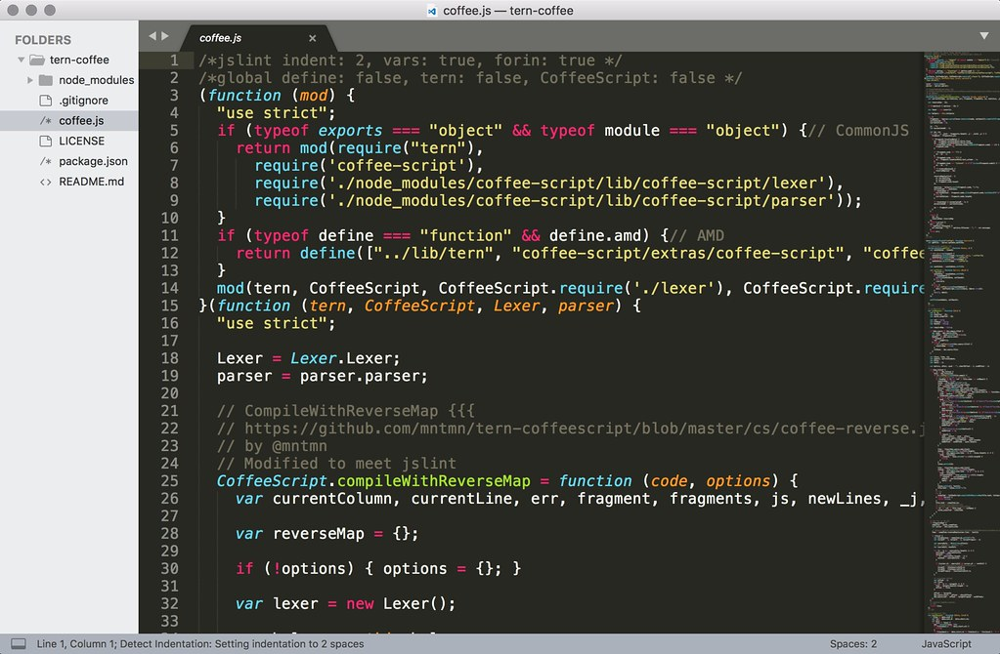 coffee.js — tern-coffee
FOLDERS
tern-coffee
node_modules
.gitignore
coffee.js
LICENSE
package.json
README.md
coffee.js
1 /*jslint indent: 2, vars: true, forin: true */
2 /*global define: false, tern: false, CoffeeScript: false */
3 (function (mod) {
4 "use strict";
5 if (typeof exports === "object" && typeof module === "object") {// CommonJS
6 return mod(require("tern"),
7 require('coffee-script'),
8 require('./node_modules/coffee-script/lib/coffee-script/lexer'),
9 require('./node_modules/coffee-script/lib/coffee-script/parser'));
10 }
11 if (typeof define === "function" && define.amd) {// AMD
12 return define(["../lib/tern", "coffee-script/extras/coffee-script", "coffee
13 }
14 mod(tern, CoffeeScript, CoffeeScript.require('./lexer'), CoffeeScript.require
15 }(function (tern, CoffeeScript, Lexer, parser) {
16 "use strict";
17
18 Lexer = Lexer.Lexer;
19 parser = parser.parser;
20
21 // CompileWithReverseMap {{{
22 // https://github.com/mntmn/tern-coffeescript/blob/master/cs/coffee-reverse.j
23 // by @mntmn
24 // Modified to meet jslint
25 CoffeeScript.compileWithReverseMap = function (code, options) {
26 var currentColumn, currentLine, err, fragment, fragments, js, newLines, _j,
27
28 var reverseMap = {};
29
30 if (!options) { options = {}; }
31
32 var lexer = new Lexer();
33
Line 1, Column 1; Detect Indentation: Setting indentation to 2 spaces
Spaces: 2
JavaScript